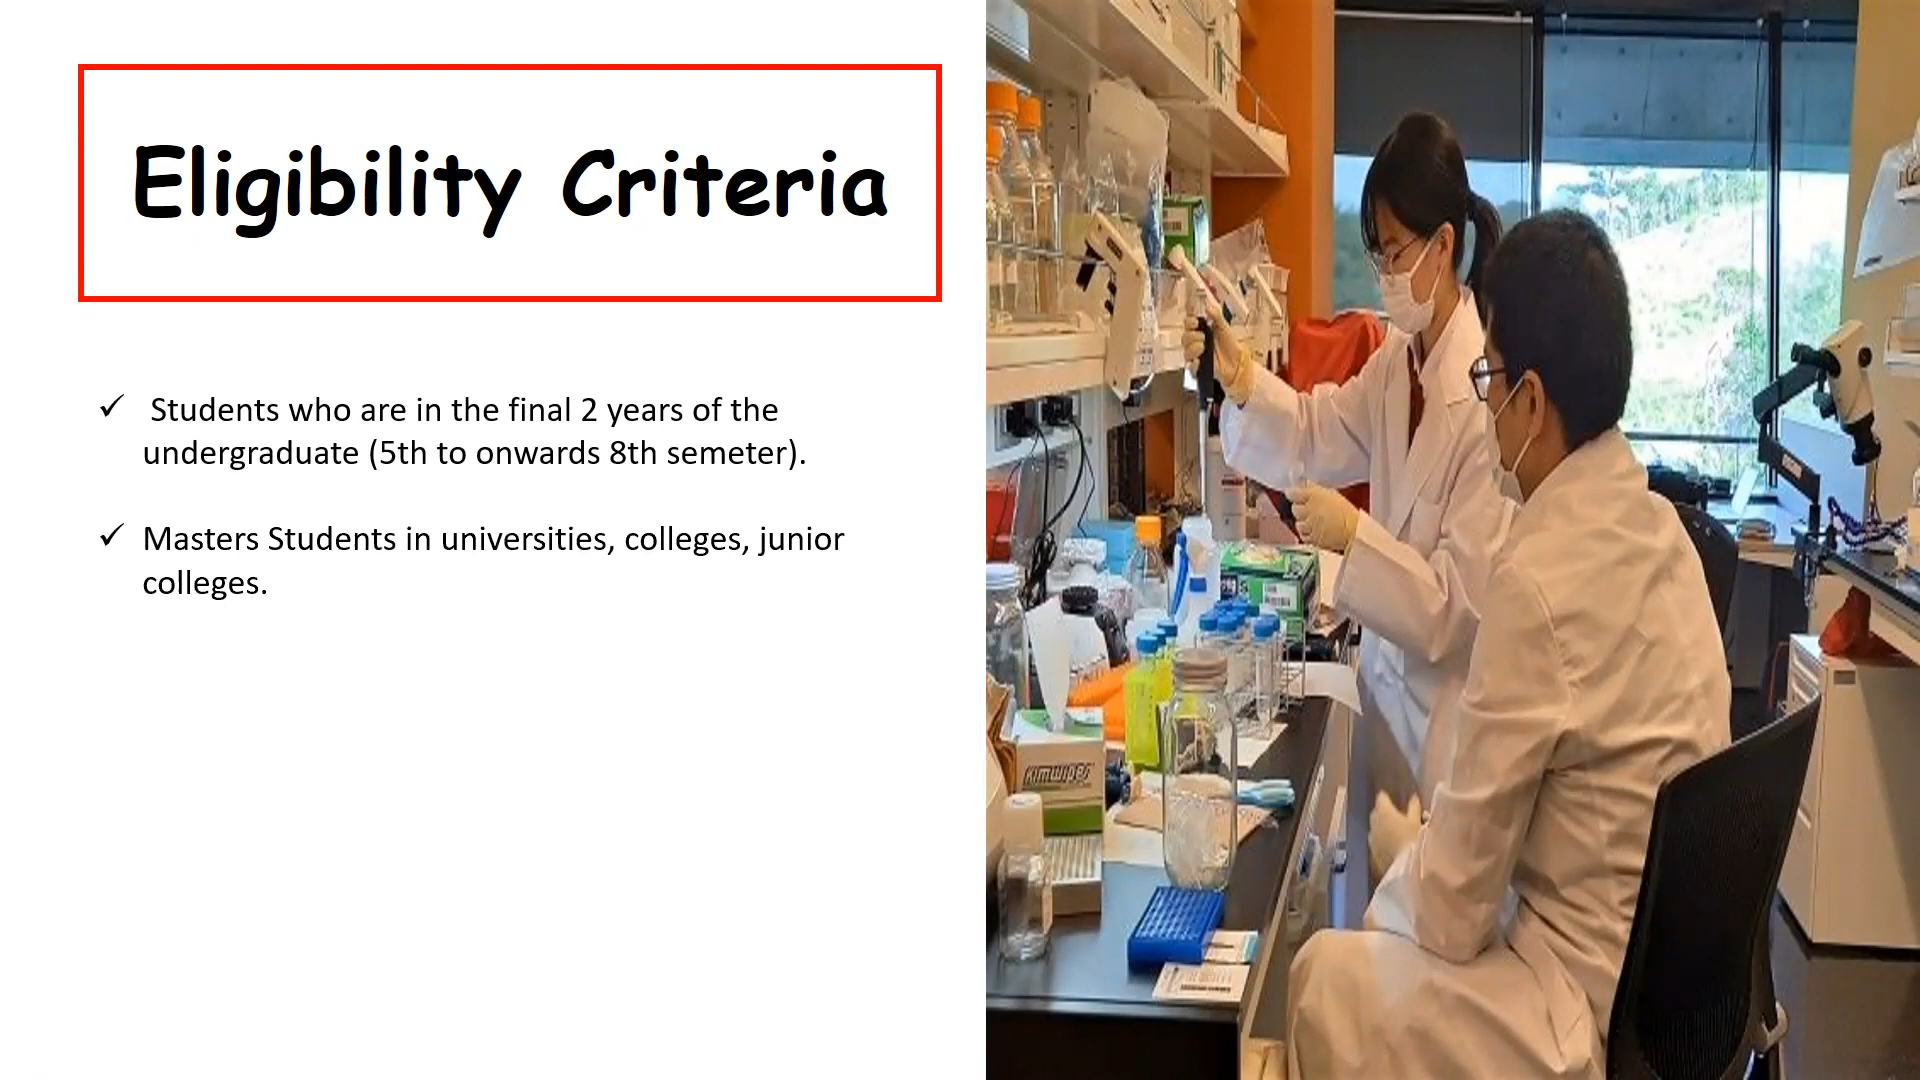 Eligibility Criteria
✓ Students who are in the final 2 years of the
undergraduate (5th to onwards 8th semeter).
✓ Masters Students in universities, colleges, junior
colleges.
KIMWIPES